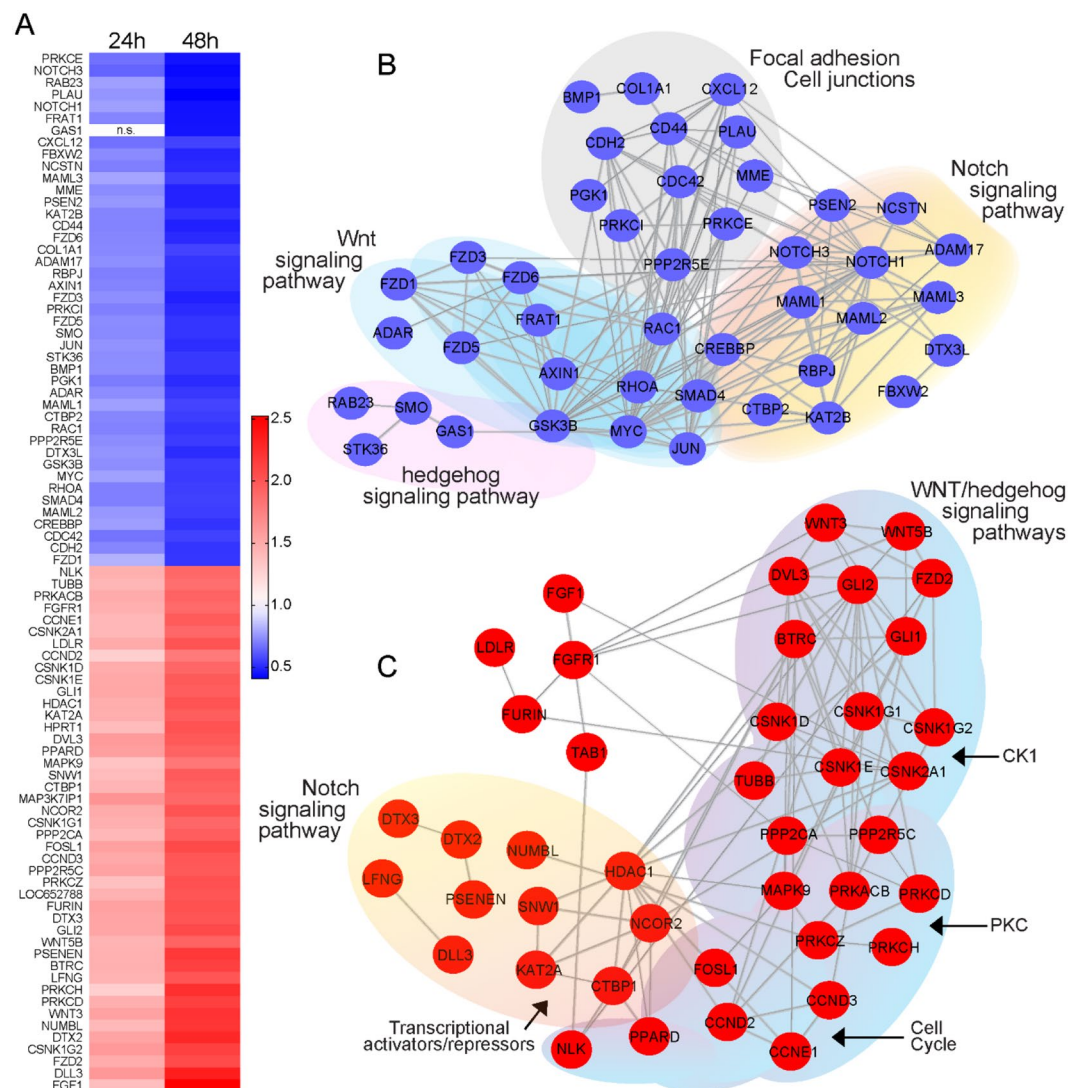 A
24h 48h
PRKCE
NOTCH3
RAB23
PLAU
NOTCH1
FRAT1
GAS1
n.s.
CXCL12
FBXW2
NCSTN
MAML3
MME
PSEN2
KAT2B
CD44
FZD6
COL1A1
ADAM17
RBPJ
AXIN1
FZD3
PRKCI
FZD5
SMO
JUN
STK36
BMP1
PGK1
ADAR
MAML1
CTBP2
RAC1
PPP2R5E
DTX3L
GSK3B
MYC
RHOA
SMAD4
MAML2
CREBBP
CDC42
CDH2
FZD1
NLK
TUBB
PRKACB
FGFR1
CCNE1
CSNK2A1
LDLR
CCND2
CSNK1D
CSNK1E
GLI1
HDAC1
KAT2A
HPRT1
DVL3
PPARD
MAPK9
SNW1
CTBP1
MAP3K7IP1
NCOR2
CSNK1G1
PPP2CA
FOSL1
CCND3
PPP2R5C
PRKCZ
LOC652788
FURIN
DTX3
GLI2
WNT5B
PSENEN
BTRC
LFNG
PRKCH
PRKCD
WNT3
NUMBL
DTX2
CSNK1G2
FZD2
DLL3
FGF1
2.5
2.0
1.5
1.0
0.5
B
Focal adhesion
Cell junctions
BMP1
COL1A1
CXCL12
CD44
PLAU
CDH2
CDC42
MME
PGK1
PRKCI
PRKCE
PPP2R5E
Notch
signaling
pathway
PSEN2
NCSTN
NOTCH3
NOTCH1
ADAM17
MAML1
MAML2
MAML3
DTX3L
CREBBP
RBPJ
FBXW2
CTBP2
KAT2B
Wnt
signaling
pathway
FZD3
FZD1
FZD6
ADAR
FRAT1
FZD5
RAC1
AXIN1
RHOA
SMAD4
GSK3B
MYC
JUN
RAB23
SMO
GAS1
STK36
hedgehog
signaling pathway
WNT/hedgehog
signaling
pathways
WNT3
WNT5B
DVL3
GLI2
FZD2
BTRC
GLI1
CSNK1D
CSNK1G1
CSNK1G2
CK1
TUBB
CSNK1E
CSNK2A1
C
FGF1
LDLR
FGFR1
FURIN
TAB1
PPP2CA
PPP2R5C
MAPK9
PRKACB
PRKCD
PKC
PRKCZ
PRKCH
FOSL1
CCND3
CCND2
CCNE1
Cell
Cycle
Notch
signaling
pathway
DTX3
DTX2
NUMBL
LFNG
PSENEN
HDAC1
SNW1
NCOR2
DLL3
KAT2A
CTBP1
Transcriptional
activators/repressors
NLK
PPARD